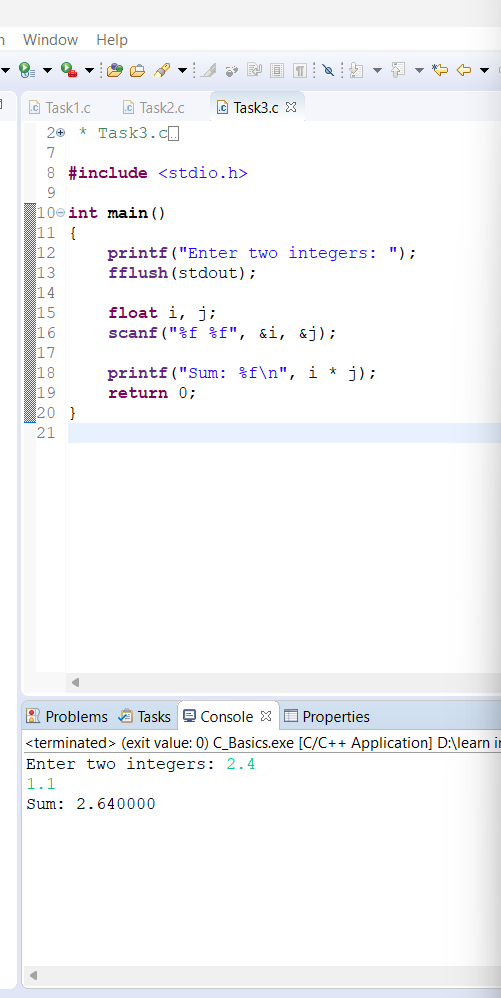 Window Help
Task1.c Task2.c Task3.c
2 * Task3.c
7
8 #include <stdio.h>
9
10 int main()
11 {
12 printf("Enter two integers: ");
13 fflush(stdout);
14
15 float i, j;
16 scanf("%f %f", &i, &j);
17
18 printf("Sum: %f\n", i * j);
19 return 0;
20 }
21
Problems Tasks Console Properties
<terminated> (exit value: 0) C_Basics.exe [C/C++ Application] D:\learn i
Enter two integers: 2.4
1.1
Sum: 2.640000